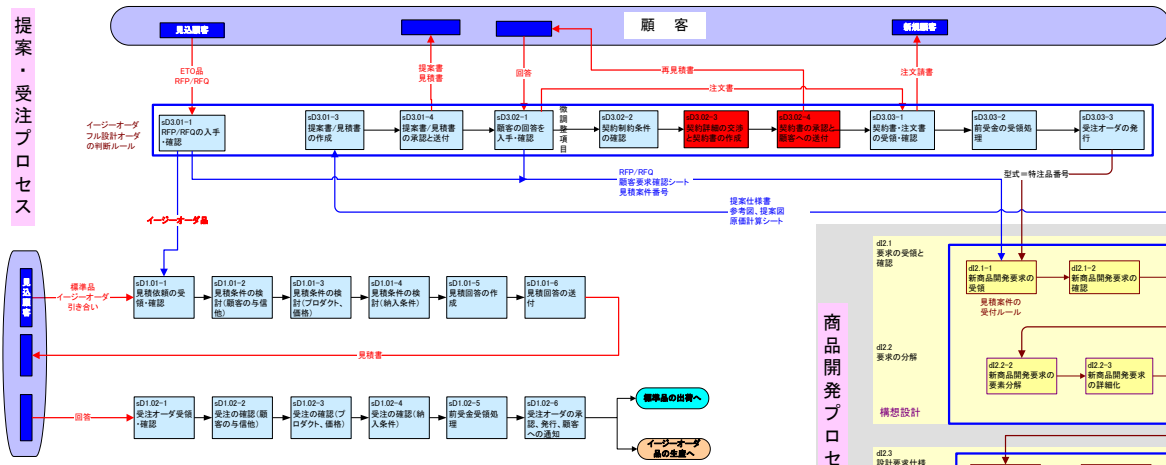 提案・受注プロセス
顧 客
見込顧客
新規顧客
ETO品
RFP/RFQ
提案書
見積書
回答
再見積書
注文請書
注文書
イージーオーダ
フル設計オーダ
の判断ルール
sD3.01-1
RFP/RFQの入手
・確認
sD3.01-3
提案書/見積書
の作成
sD3.01-4
提案書/見積書
の承認と送付
sD3.02-1
顧客の回答を
入手・確認
微調整項目
sD3.02-2
契約制約条件
の確認
sD3.02-3
契約詳細の交渉
と契約書の作成
sD3.02-4
契約書の承認と
顧客への送付
sD3.03-1
契約書・注文書
の受領・確認
sD3.03-2
前受金の受領処
理
sD3.03-3
受注オーダの発
行
RFP/RFQ
顧客要求確認シート
見積案件番号
型式=特注品番号
提案仕様書
参考図、提案図
原価計算シート
イージーオーダ品
見込顧客
標準品
イージーオーダ
引き合い
sD1.01-1
見積依頼の受
領・確認
sD1.01-2
見積条件の検
討(顧客の与信
他)
sD1.01-3
見積条件の検
討(プロダクト、
価格)
sD1.01-4
見積条件の検
討(納入条件)
sD1.01-5
見積回答の作
成
sD1.01-6
見積回答の送
付
見積書
回答
sD1.02-1
受注オーダ受領
・確認
sD1.02-2
受注の確認(顧
客の与信他)
sD1.02-3
受注の確認(プ
ロダクト、価格)
sD1.02-4
受注の確認(納
入条件)
sD1.02-5
前受金受領処
理
sD1.02-6
受注オーダの承
認、発行、顧客
への通知
標準品の出荷へ
イージーオーダ
品の生産へ
商品開発プロセ
dI2.1
要求の受領と
確認
dI2.1-1
新商品開発要求の
受領
dI2.1-2
新商品開発要求の
確認
見積案件の
受付ルール
dI2.2
要求の分解
dI2.2-2
新商品開発要求の
要素分解
dI2.2-3
新商品開発要求
の詳細化
構想設計
dI2.3
設計要求仕様